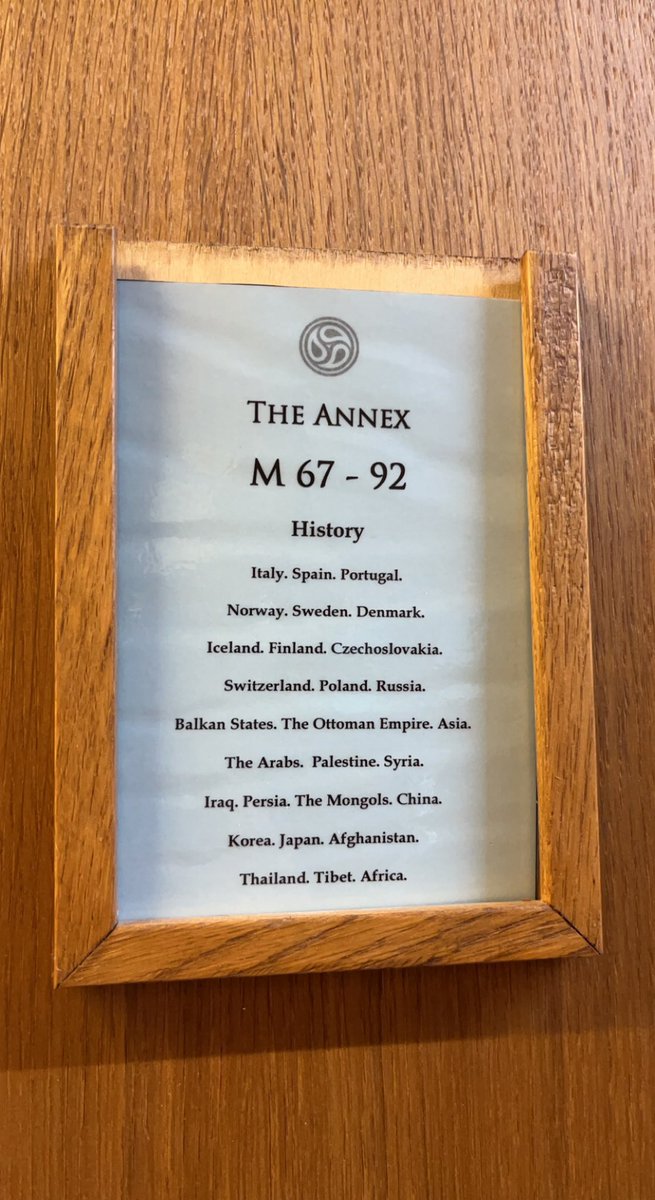 THE ANNEX
M 67 - 92
History
Italy. Spain. Portugal.
Norway. Sweden. Denmark.
Iceland. Finland. Czechoslovakia.
Switzerland. Poland. Russia.
Balkan States. The Ottoman Empire. Asia.
The Arabs. Palestine. Syria.
Iraq. Persia. The Mongols. China.
Korea. Japan. Afghanistan.
Thailand. Tibet. Africa.